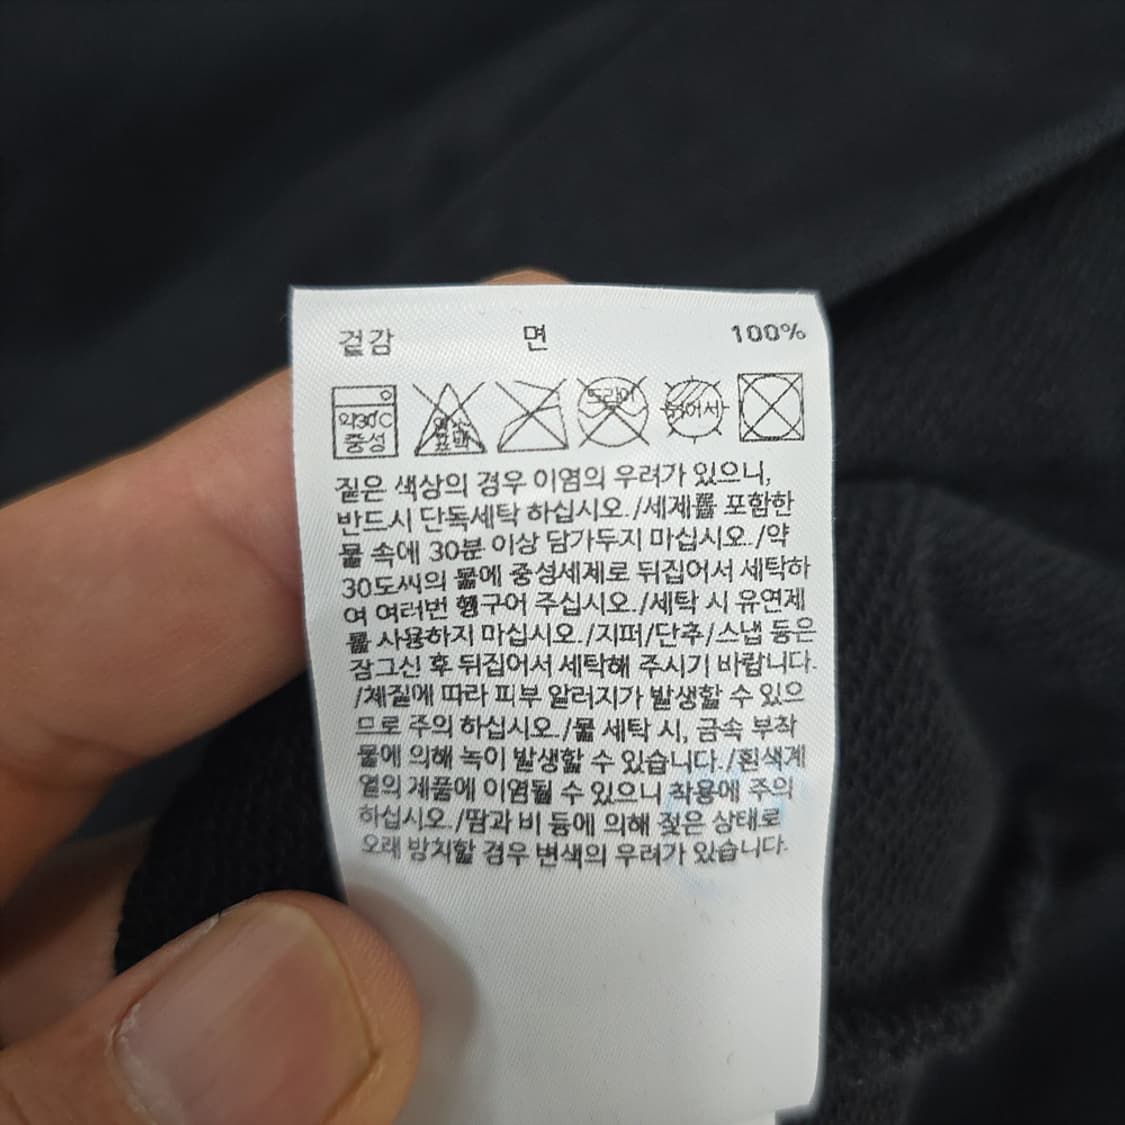 겉감 면 100%
약30℃ 중성 염소 표백 드라이 뉘어서
짙은 색상의 경우 이염의 우려가 있으니,
반드시 단독세탁 하십시오./세제를 포함한
물 속에 30분 이상 담가두지 마십시오./약
30도씨의 물에 중성세제로 뒤집어서 세탁하
여 여러번 헹구어 주십시오./세탁 시 유연제
를 사용하지 마십시오./지퍼/단추/스냅 등은
잠그신 후 뒤집어서 세탁해 주시기 바랍니다.
/체질에 따라 피부 알러지가 발생할 수 있으
므로 주의 하십시오./물 세탁 시, 금속 부착
물에 의해 녹이 발생할 수 있습니다./흰색계
열의 제품에 이염될 수 있으니 착용에 주의
하십시오./땀과 비 등에 의해 젖은 상태로
오래 방치할 경우 변색의 우려가 있습니다.